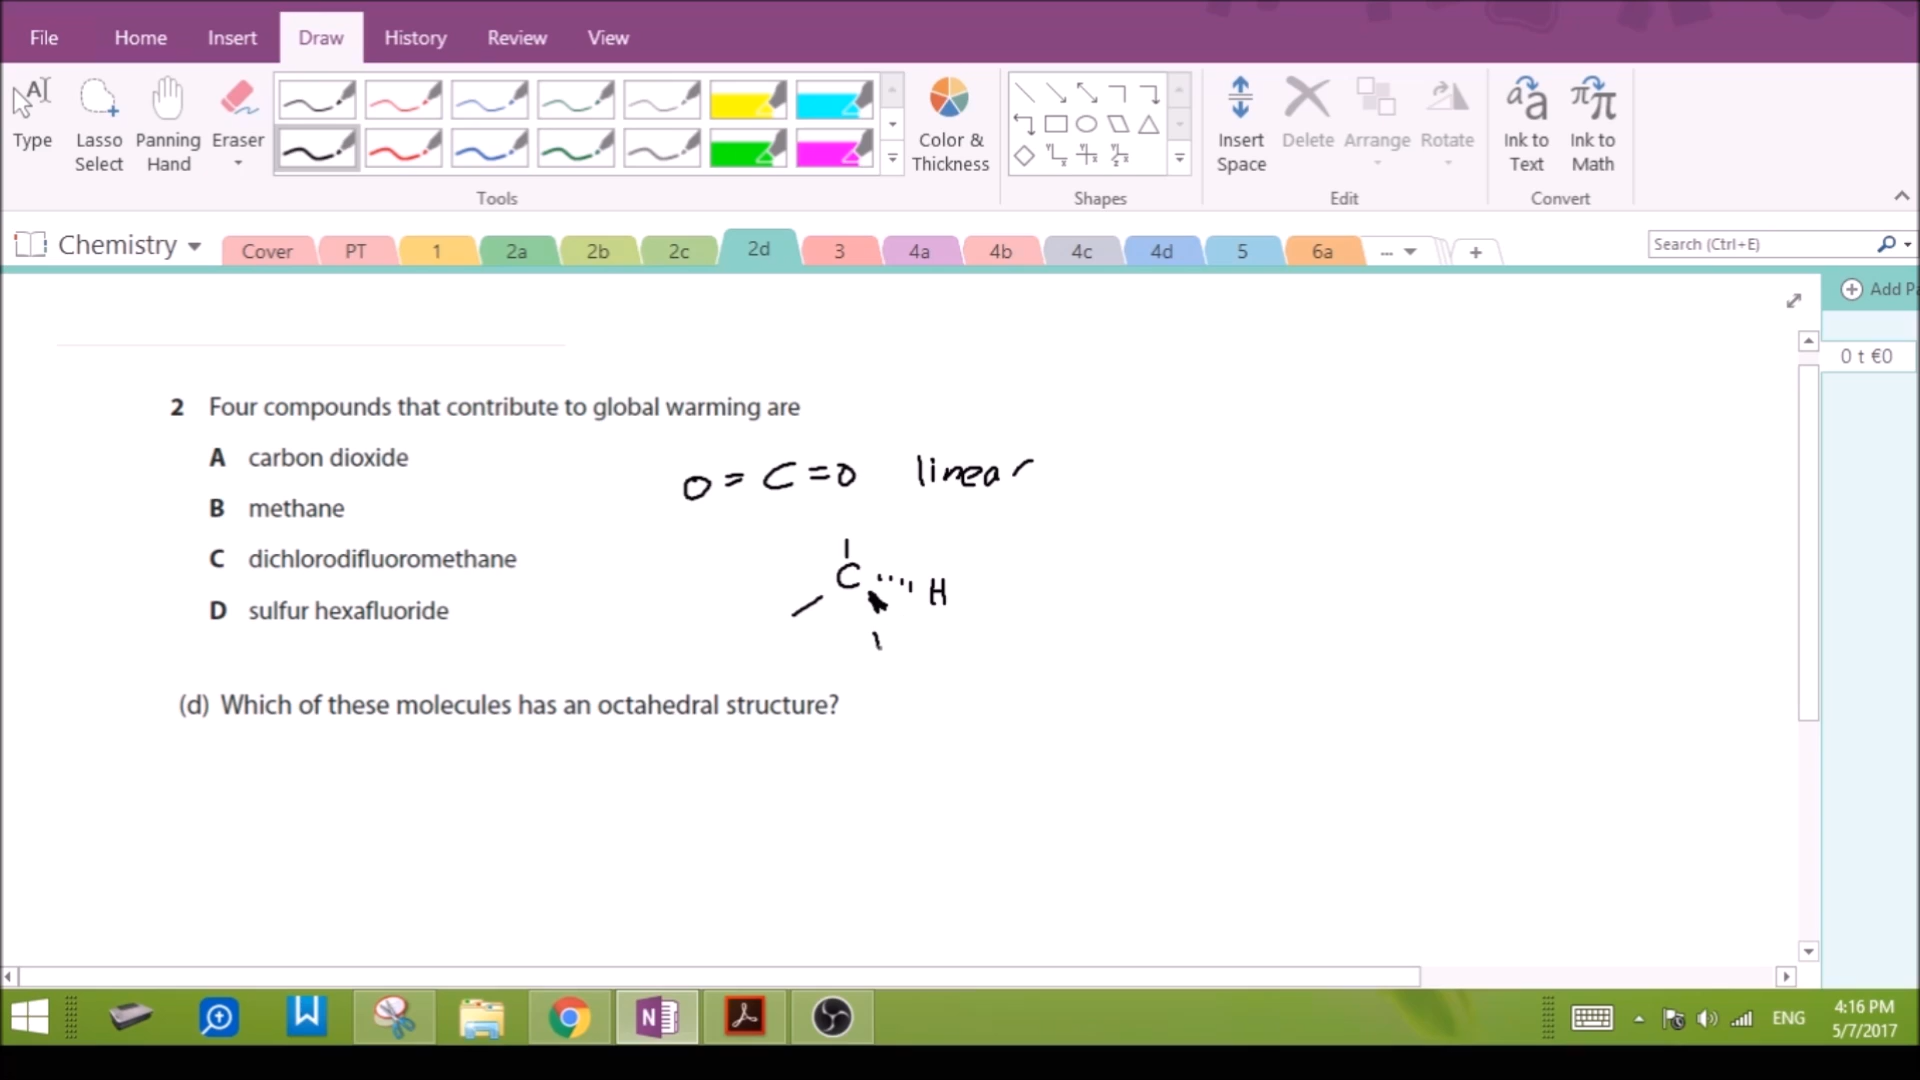 File Home Insert Draw History Review View
Type Lasso Select Panning Hand Eraser Color & Thickness Insert Space Delete Arrange Rotate Ink to Text Ink to Math
Tools Shapes Edit Convert
Chemistry Cover PT 1 2a 2b 2c 2d 3 4a 4b 4c 4d 5 6a ... + Search (Ctrl+E)
Add Pa
0 t €0
2 Four compounds that contribute to global warming are
A carbon dioxide
O = C = O linear
B methane
C dichlorodifluoromethane
C H
D sulfur hexafluoride
(d) Which of these molecules has an octahedral structure?
4:16 PM
ENG
5/7/2017